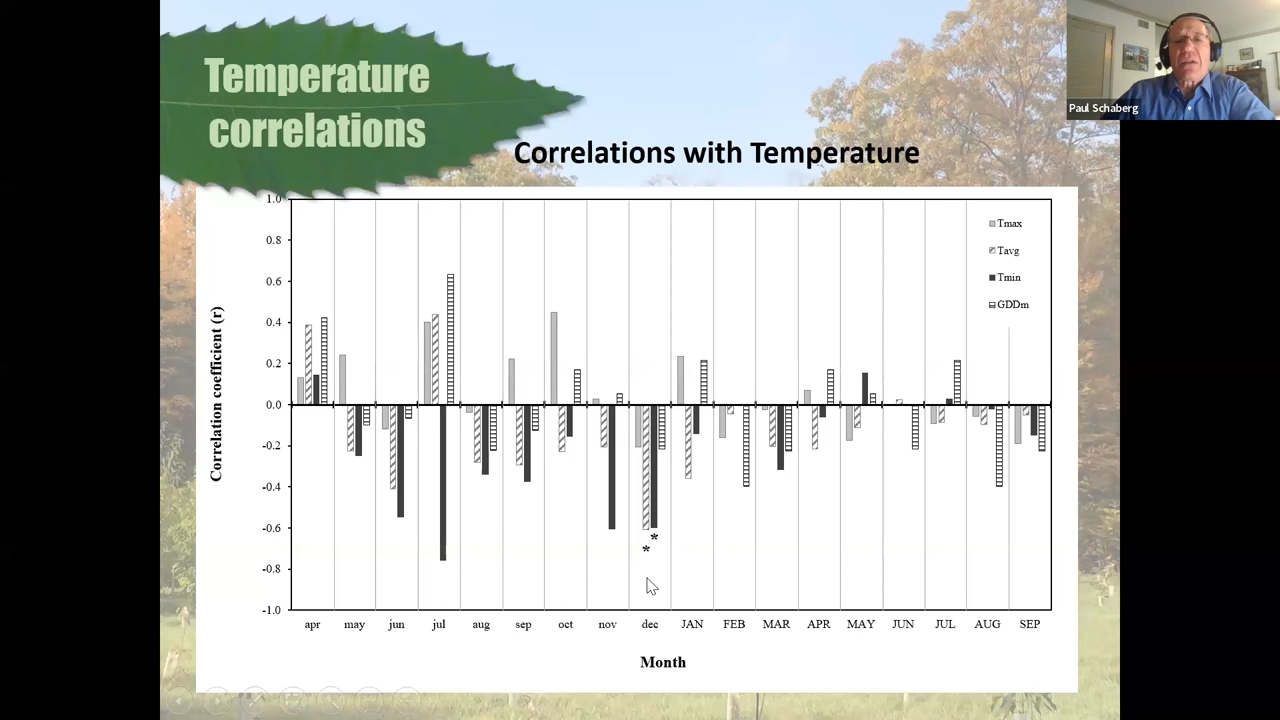 Temperature
correlations
Paul Schaberg
Correlations with Temperature
1.0
0.8
0.6
0.4
0.2
0.0
-0.2
-0.4
-0.6
-0.8
-1.0
Correlation coefficient (r)
Tmax
Tavg
Tmin
GDDm
*
*
apr may jun jul aug sep oct nov dec JAN FEB MAR APR MAY JUN JUL AUG SEP
Month